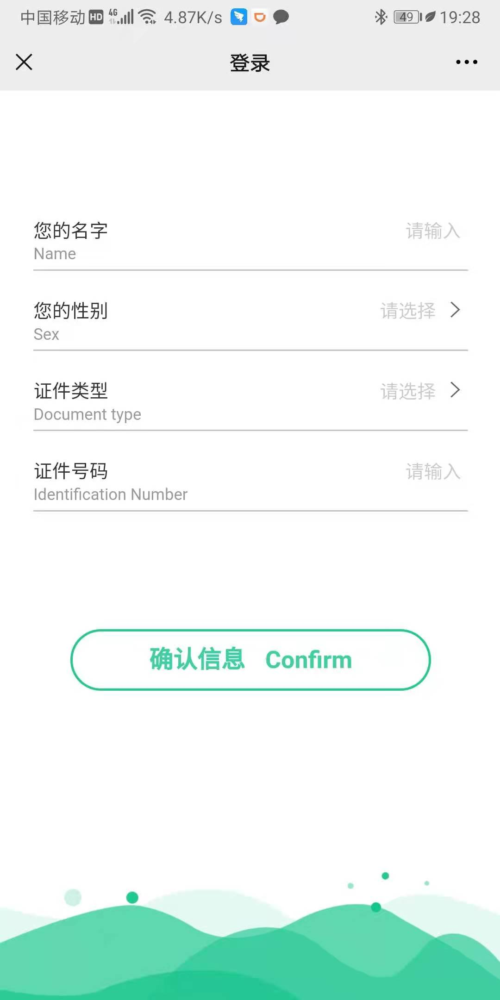 中国移动 HD 4G 4.87K/s 49 19:28
登录
您的名字 请输入
Name
您的性别 请选择
Sex
证件类型 请选择
Document type
证件号码 请输入
Identification Number
确认信息 Confirm